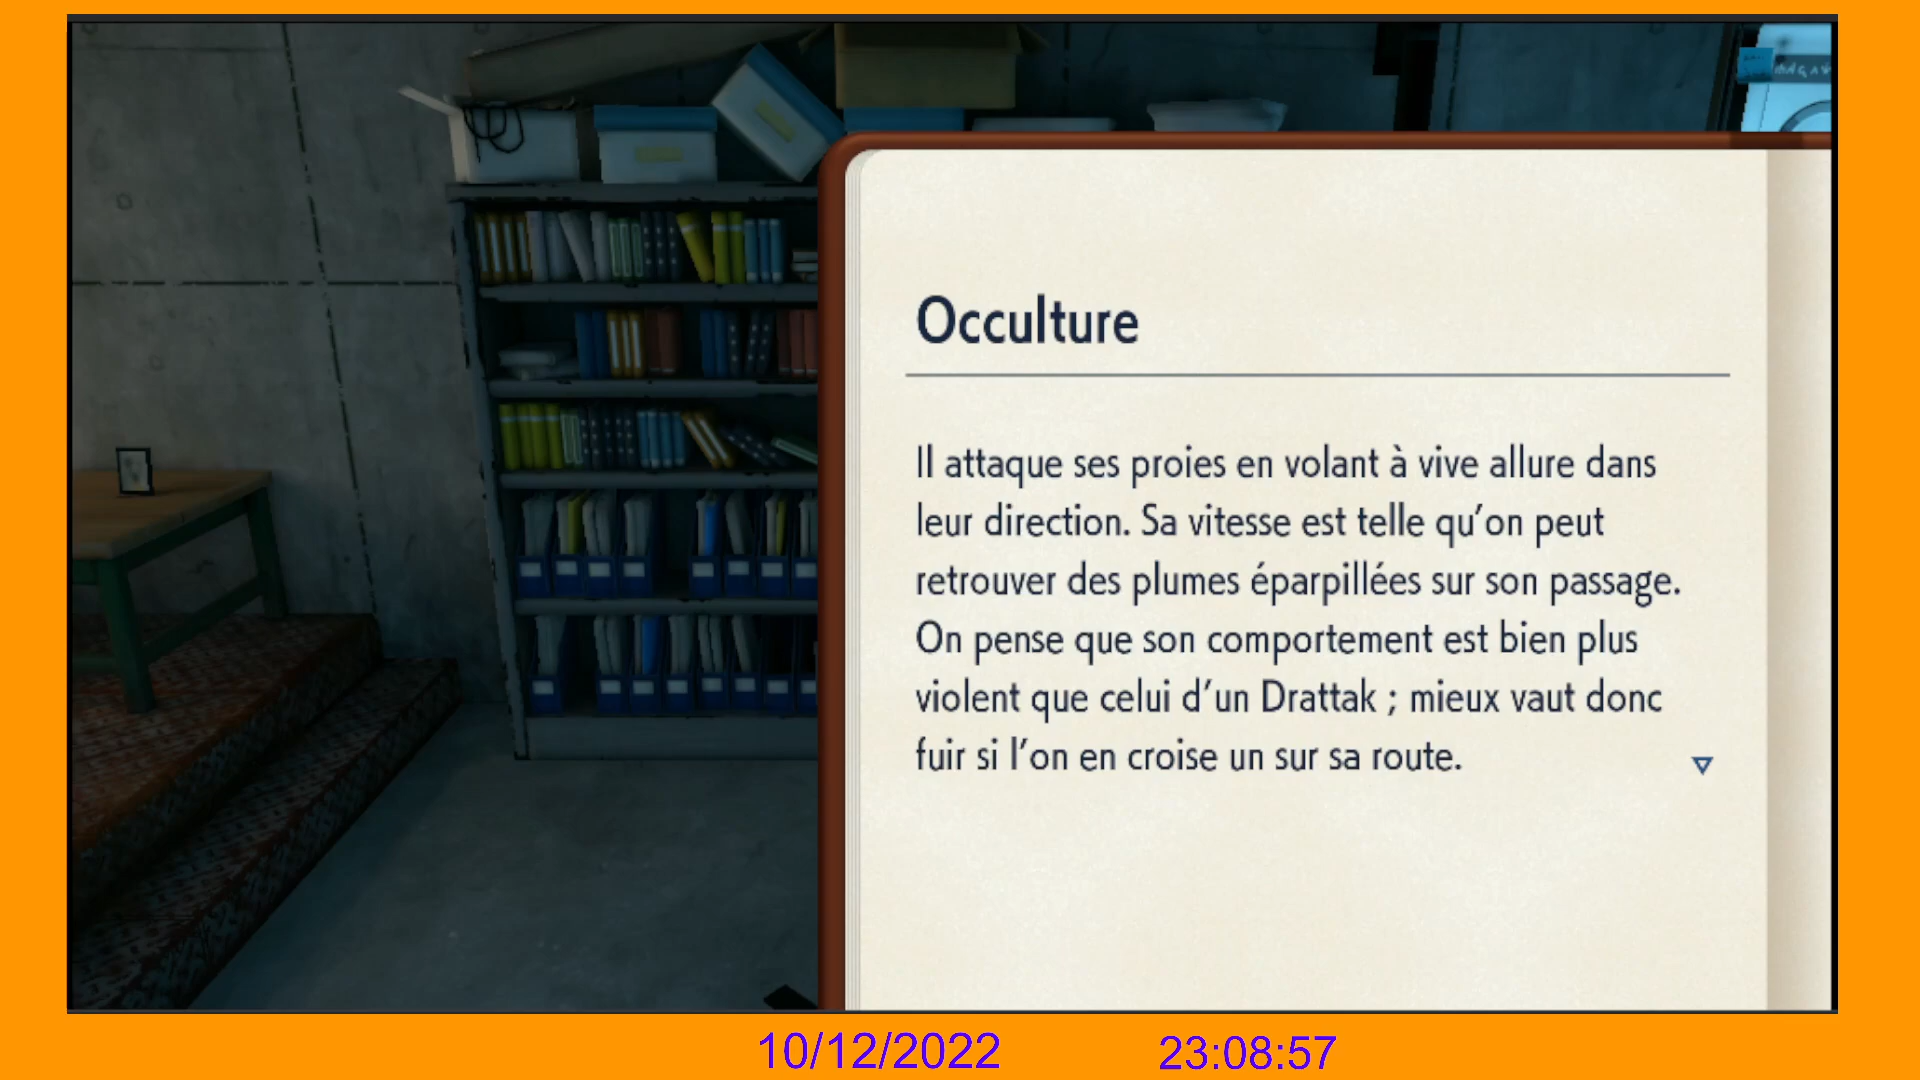 Occulture
Il attaque ses proies en volant à vive allure dans
leur direction. Sa vitesse est telle qu'on peut
retrouver des plumes éparpillées sur son passage.
On pense que son comportement est bien plus
violent que celui d'un Drattak ; mieux vaut donc
fuir si l'on en croise un sur sa route.
10/12/2022 23:08:57